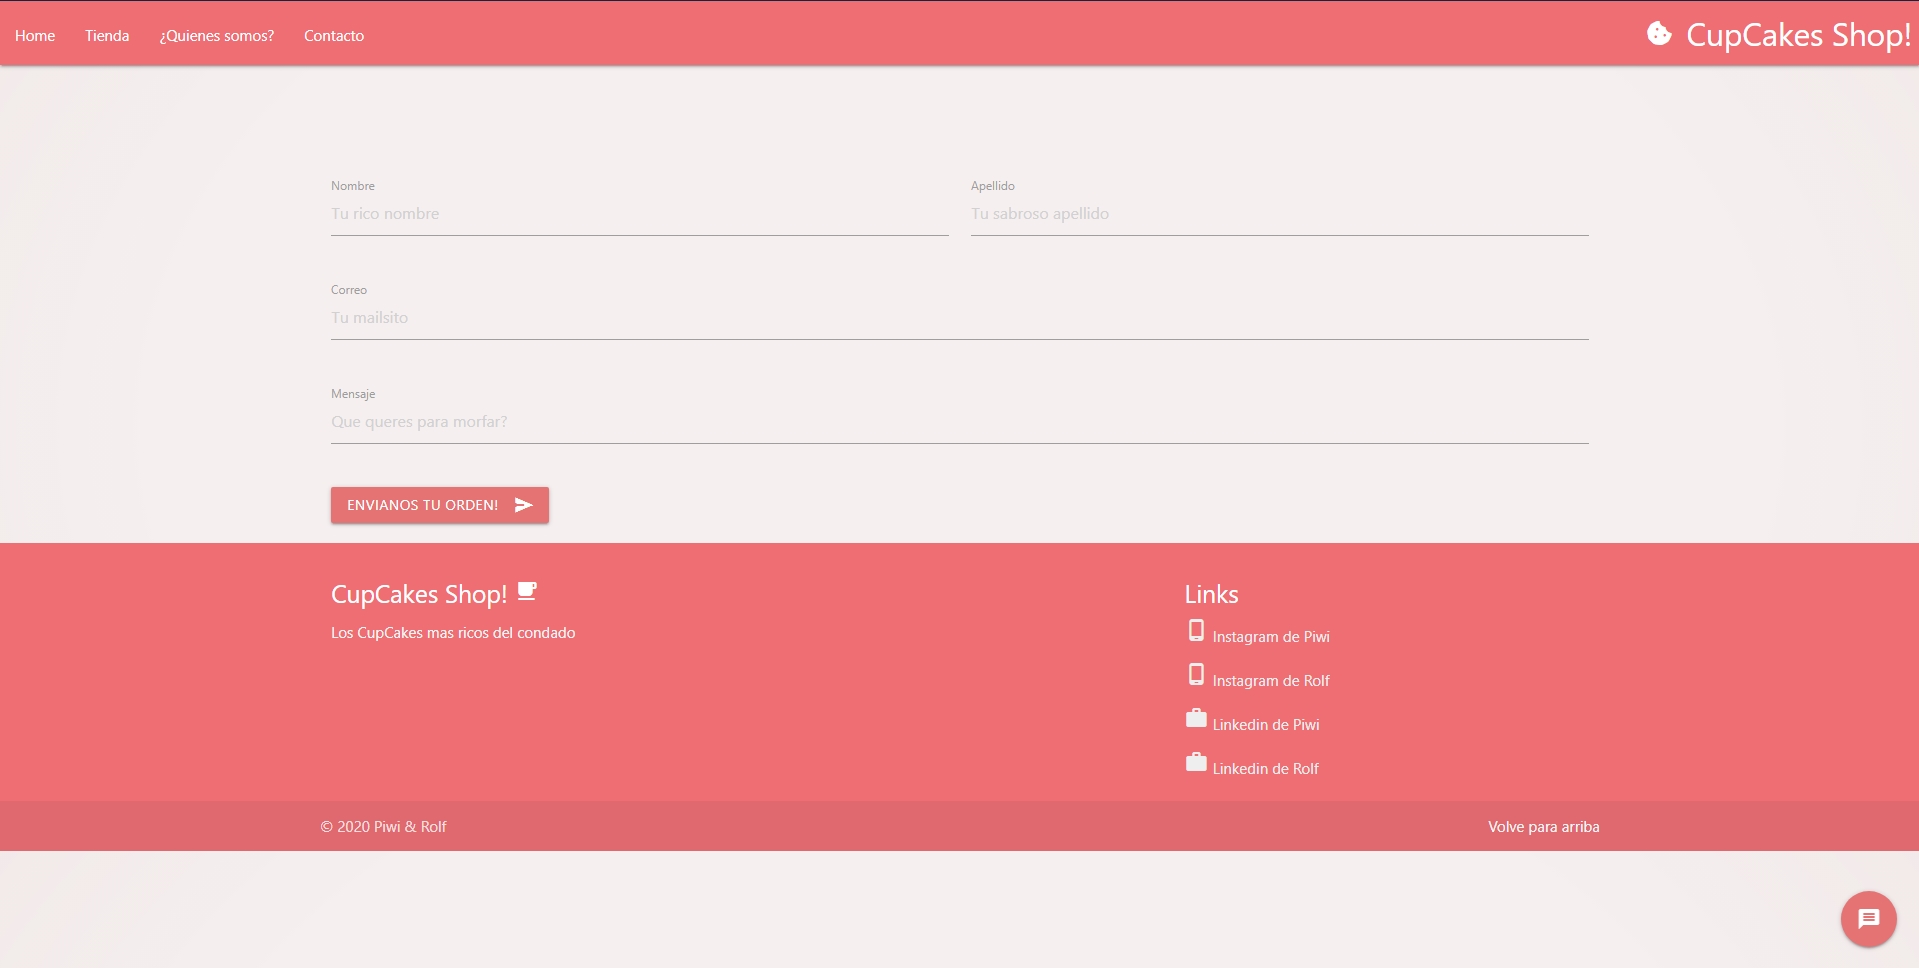 Home Tienda ¿Quienes somos? Contacto CupCakes Shop!
Nombre Apellido
Tu rico nombre Tu sabroso apellido
Correo
Tu mailsito
Mensaje
Que queres para morfar?
ENVIANOS TU ORDEN!
CupCakes Shop!
Los CupCakes mas ricos del condado
Links
Instagram de Piwi
Instagram de Rolf
Linkedin de Piwi
Linkedin de Rolf
© 2020 Piwi & Rolf Volve para arriba